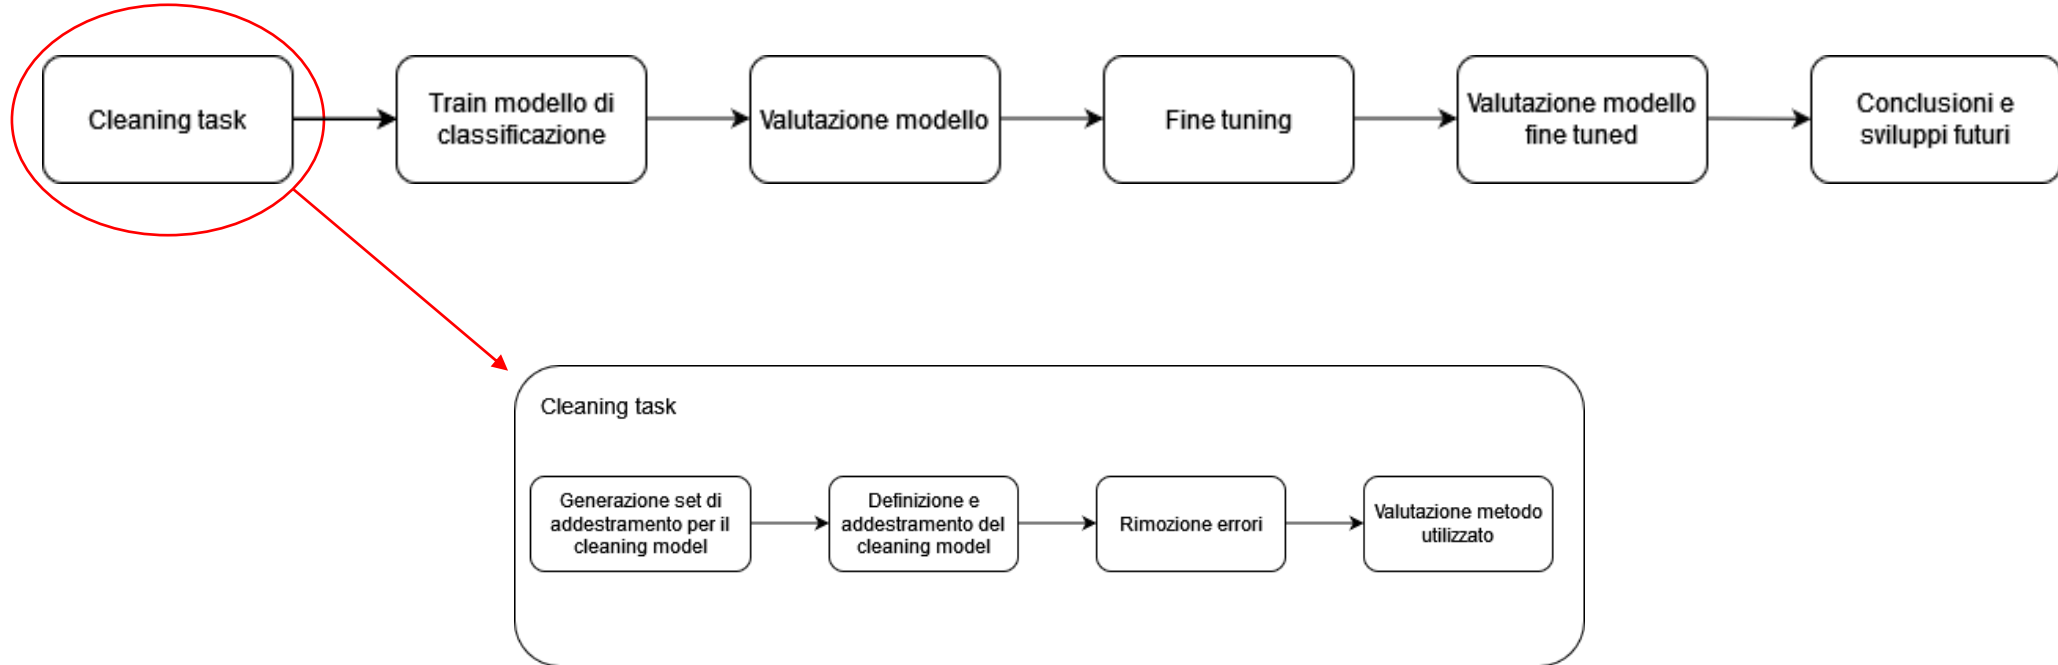 Cleaning task
Train modello di
classificazione
Valutazione modello
Fine tuning
Valutazione modello
fine tuned
Conclusioni e
sviluppi futuri
Cleaning task
Generazione set di
addestramento per il
cleaning model
Definizione e
addestramento del
cleaning model
Rimozione errori
Valutazione metodo
utilizzato